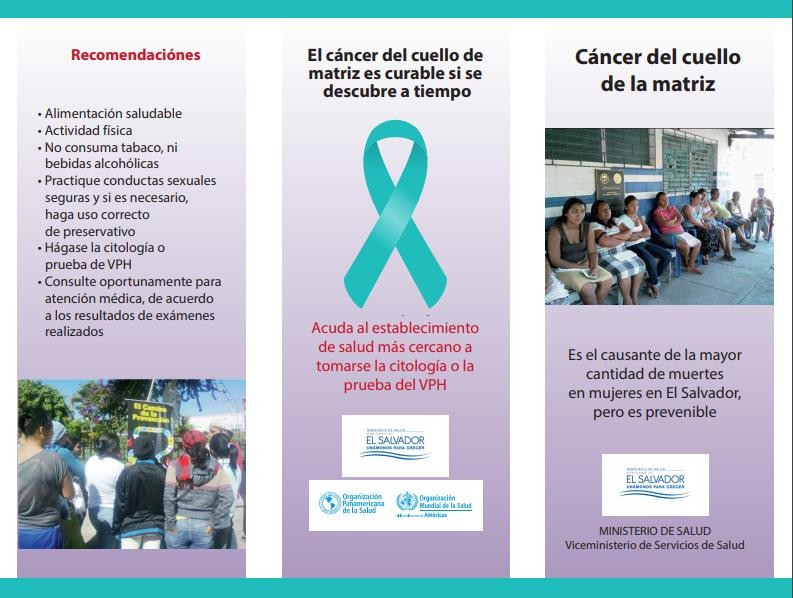 Recomendaciónes
• Alimentación saludable
• Actividad física
• No consuma tabaco, ni
bebidas alcohólicas
• Practique conductas sexuales
seguras y si es necesario,
haga uso correcto
de preservativo
• Hágase la citología o
prueba de VPH
• Consulte oportunamente para
atención médica, de acuerdo
a los resultados de exámenes
realizados
El Camino
de la
Prevención
El cáncer del cuello de
matriz es curable si se
descubre a tiempo
Acuda al establecimiento
de salud más cercano a
tomarse la citología o la
prueba del VPH
MINISTERIO DE SALUD
EL SALVADOR
UNÁMONOS PARA CRECER
Organización
Panamericana
de la Salud
Organización
Mundial de la Salud
Américas
Cáncer del cuello
de la matriz
Es el causante de la mayor
cantidad de muertes
en mujeres en El Salvador,
pero es prevenible
MINISTERIO DE SALUD
EL SALVADOR
UNÁMONOS PARA CRECER
MINISTERIO DE SALUD
Viceministerio de Servicios de Salud